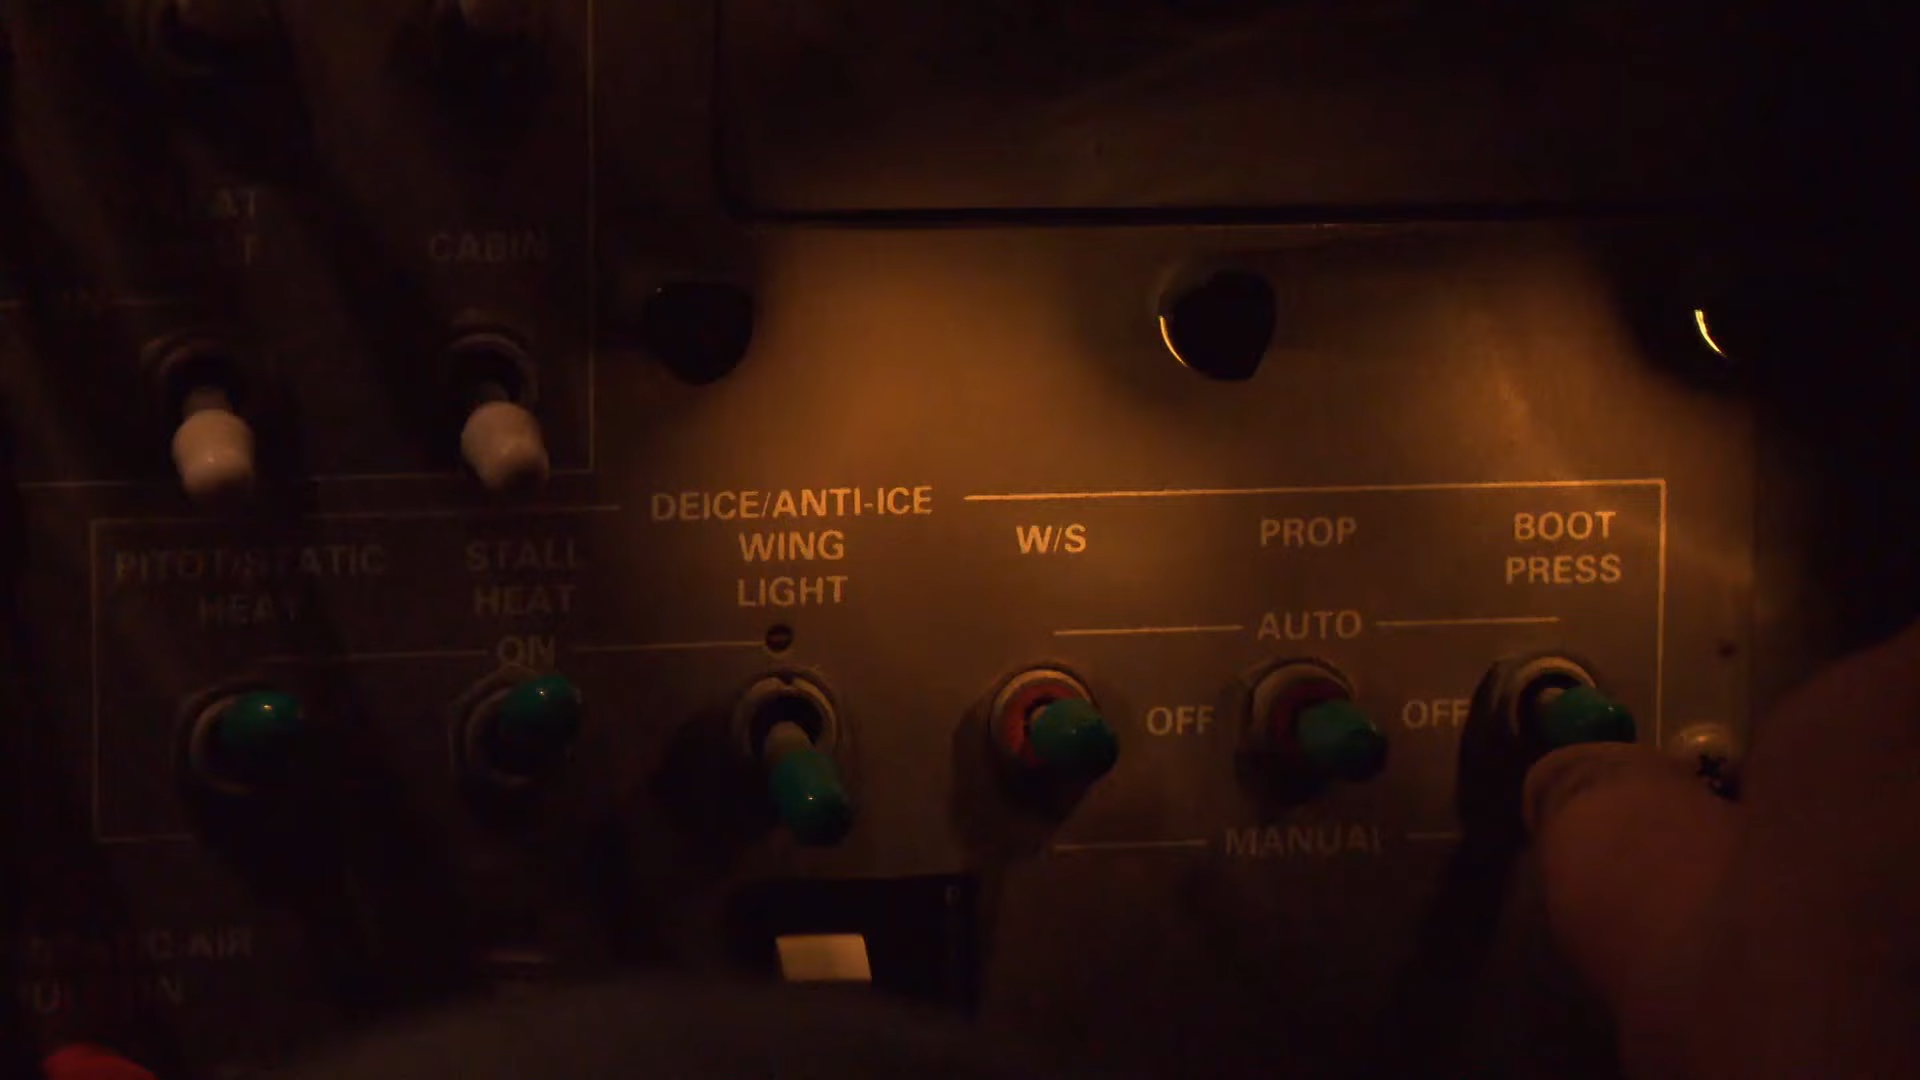 CABIN
DEICE/ANTI-ICE
PITOT-STATIC
HEAT
STALL
HEAT
WING
LIGHT
W/S
PROP
BOOT
PRESS
ON
AUTO
OFF
OFF
MANUAL